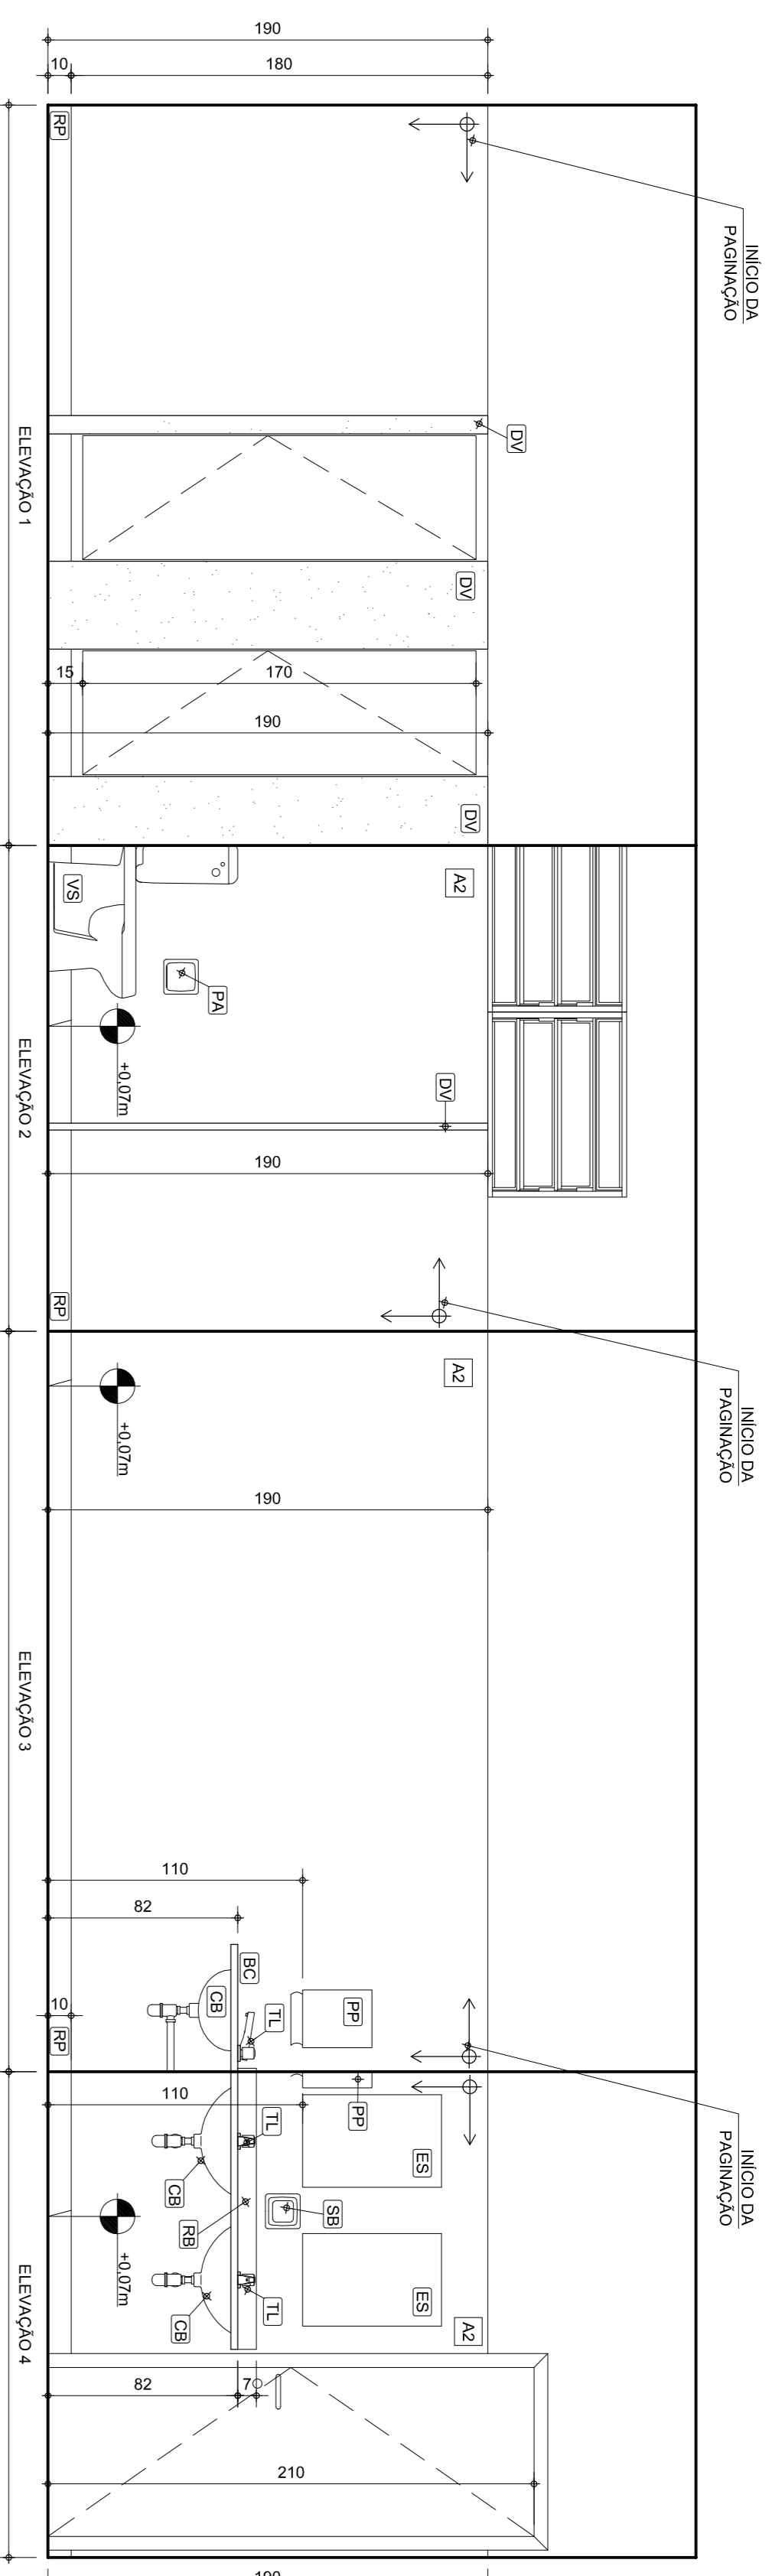 190
10
180
RP
INÍCIO DA
PAGINAÇÃO
DV
DV
15
170
190
DV
ELEVAÇÃO 1
VS
A2
PA
+0,07m
DV
190
RP
ELEVAÇÃO 2
INÍCIO DA
PAGINAÇÃO
A2
+0,07m
190
110
82
10
RP
BC
CB
TL
PP
ELEVAÇÃO 3
INÍCIO DA
PAGINAÇÃO
110
PP
TL
ES
CB
RB
SB
+0,07m
CB
TL
ES
A2
82
7
210
ELEVAÇÃO 4
190